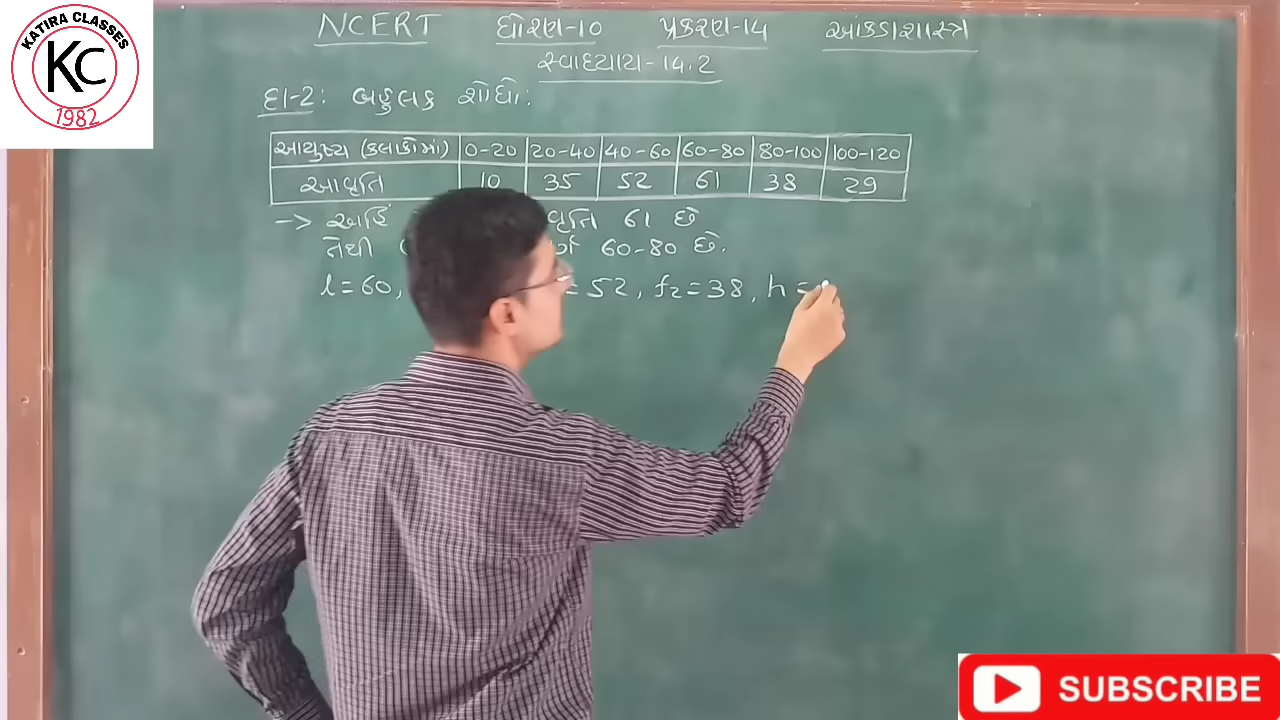 KATIRA CLASSES
KC
1982
NCERT ધોરણ-10 પ્રકરણ-14 આંકડાશાસ્ત્ર
સ્વાધ્યાય-14.2
દા-2: બહુલક શોધો:
આયુષ્ય (કલાકોમાં) 0-20 20-40 40-60 60-80 80-100 100-120
આવૃત્તિ 10 35 52 61 38 29
→ 61 છે
તેથી 60-80 છે.
l=60, =52, f₂=38, h=
SUBSCRIBE